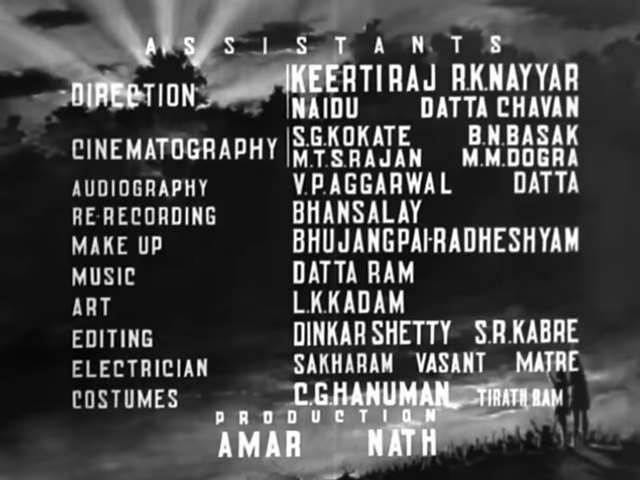 ASSISTANTS
DIRECTION KEERTIRAJ R.K.NAYYAR
NAIDU DATTA CHAVAN
CINEMATOGRAPHY S.G.KOKATE B.N.BASAK
M.T.S.RAJAN M.M.DOGRA
AUDIOGRAPHY V.P.AGGARWAL DATTA
RE-RECORDING BHANSALAY
MAKE UP BHUJANGPAI-RADHESHYAM
MUSIC DATTA RAM
ART L.K.KADAM
EDITING DINKAR SHETTY S.R.KABRE
ELECTRICIAN SAKHARAM VASANT MATRE
COSTUMES C.G.HANUMAN TIRATH RAM
PRODUCTION
AMAR NATH